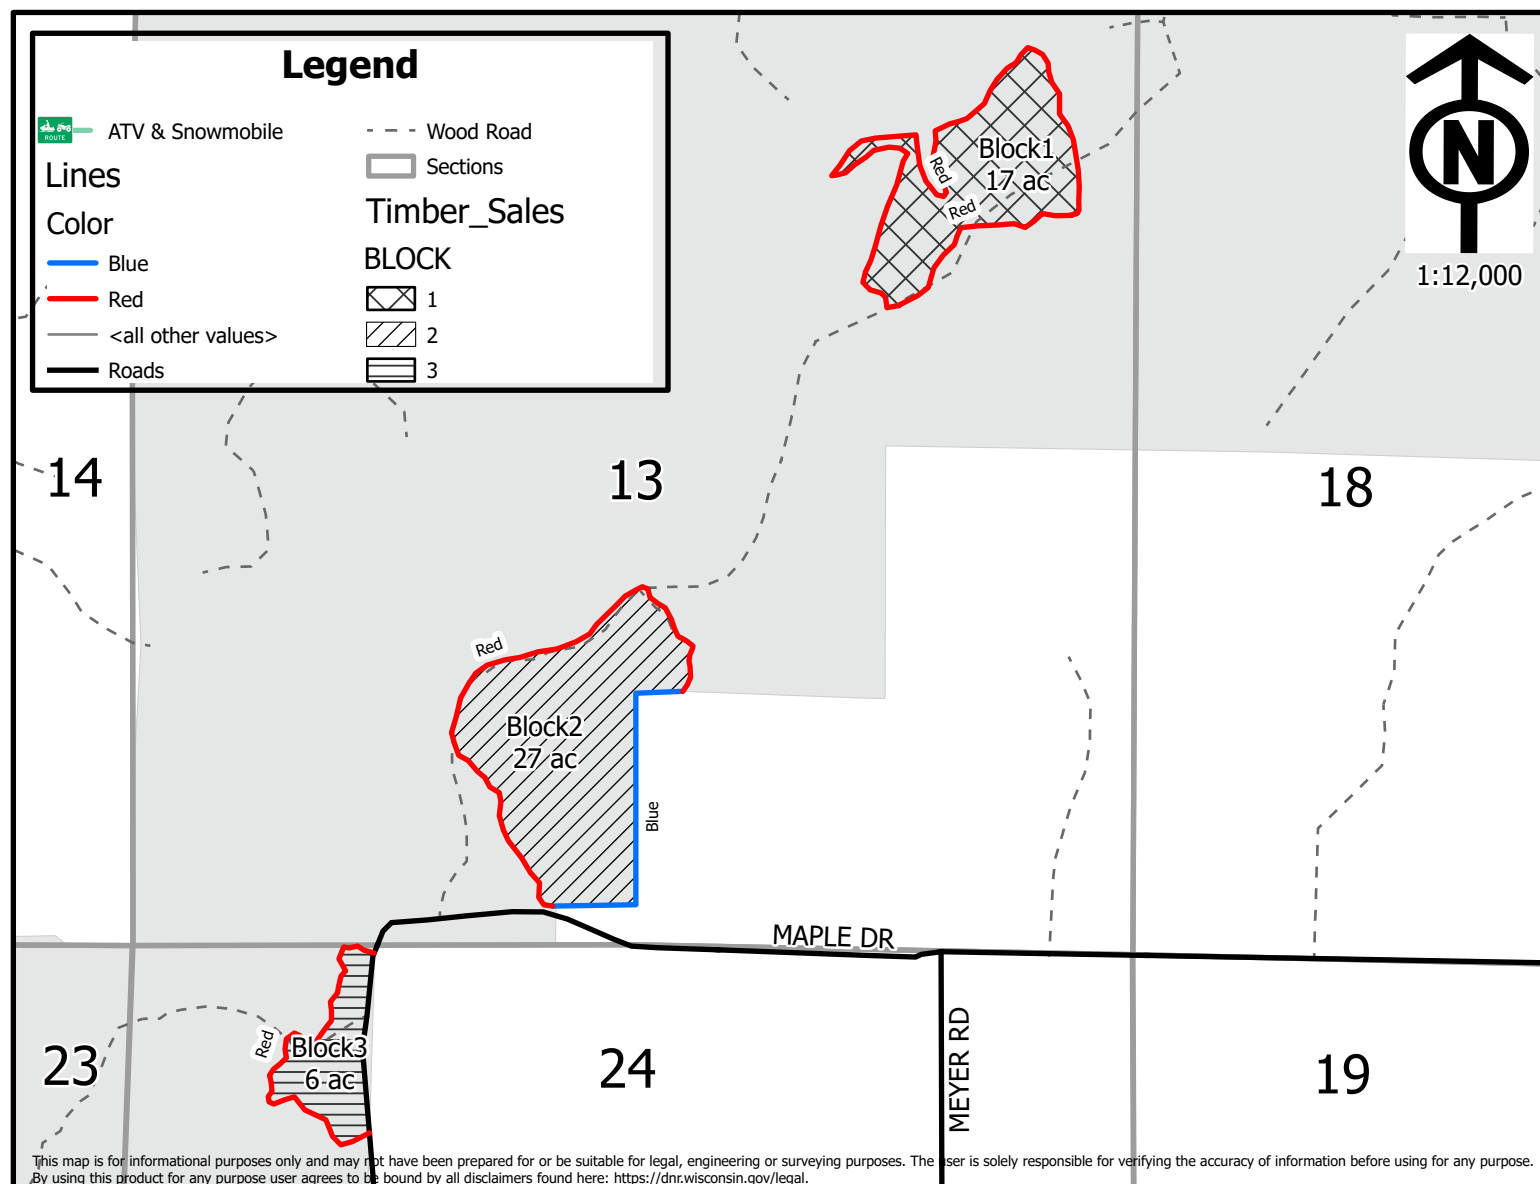 Legend
ROUTE
ATV & Snowmobile
Lines
Color
Blue
Red
<all other values>
Roads
Wood Road
Sections
Timber_Sales
BLOCK
1
2
3
N
1:12,000
Block1
17 ac
Red
Red
14
13
18
Red
Block2
27 ac
Blue
MAPLE DR
MEYER RD
Red
Block3
6 ac
23
24
19
This map is for informational purposes only and may not have been prepared for or be suitable for legal, engineering or surveying purposes. The user is solely responsible for verifying the accuracy of information before using for any purpose.
By using this product for any purpose user agrees to be bound by all disclaimers found here: https://dnr.wisconsin.gov/legal.